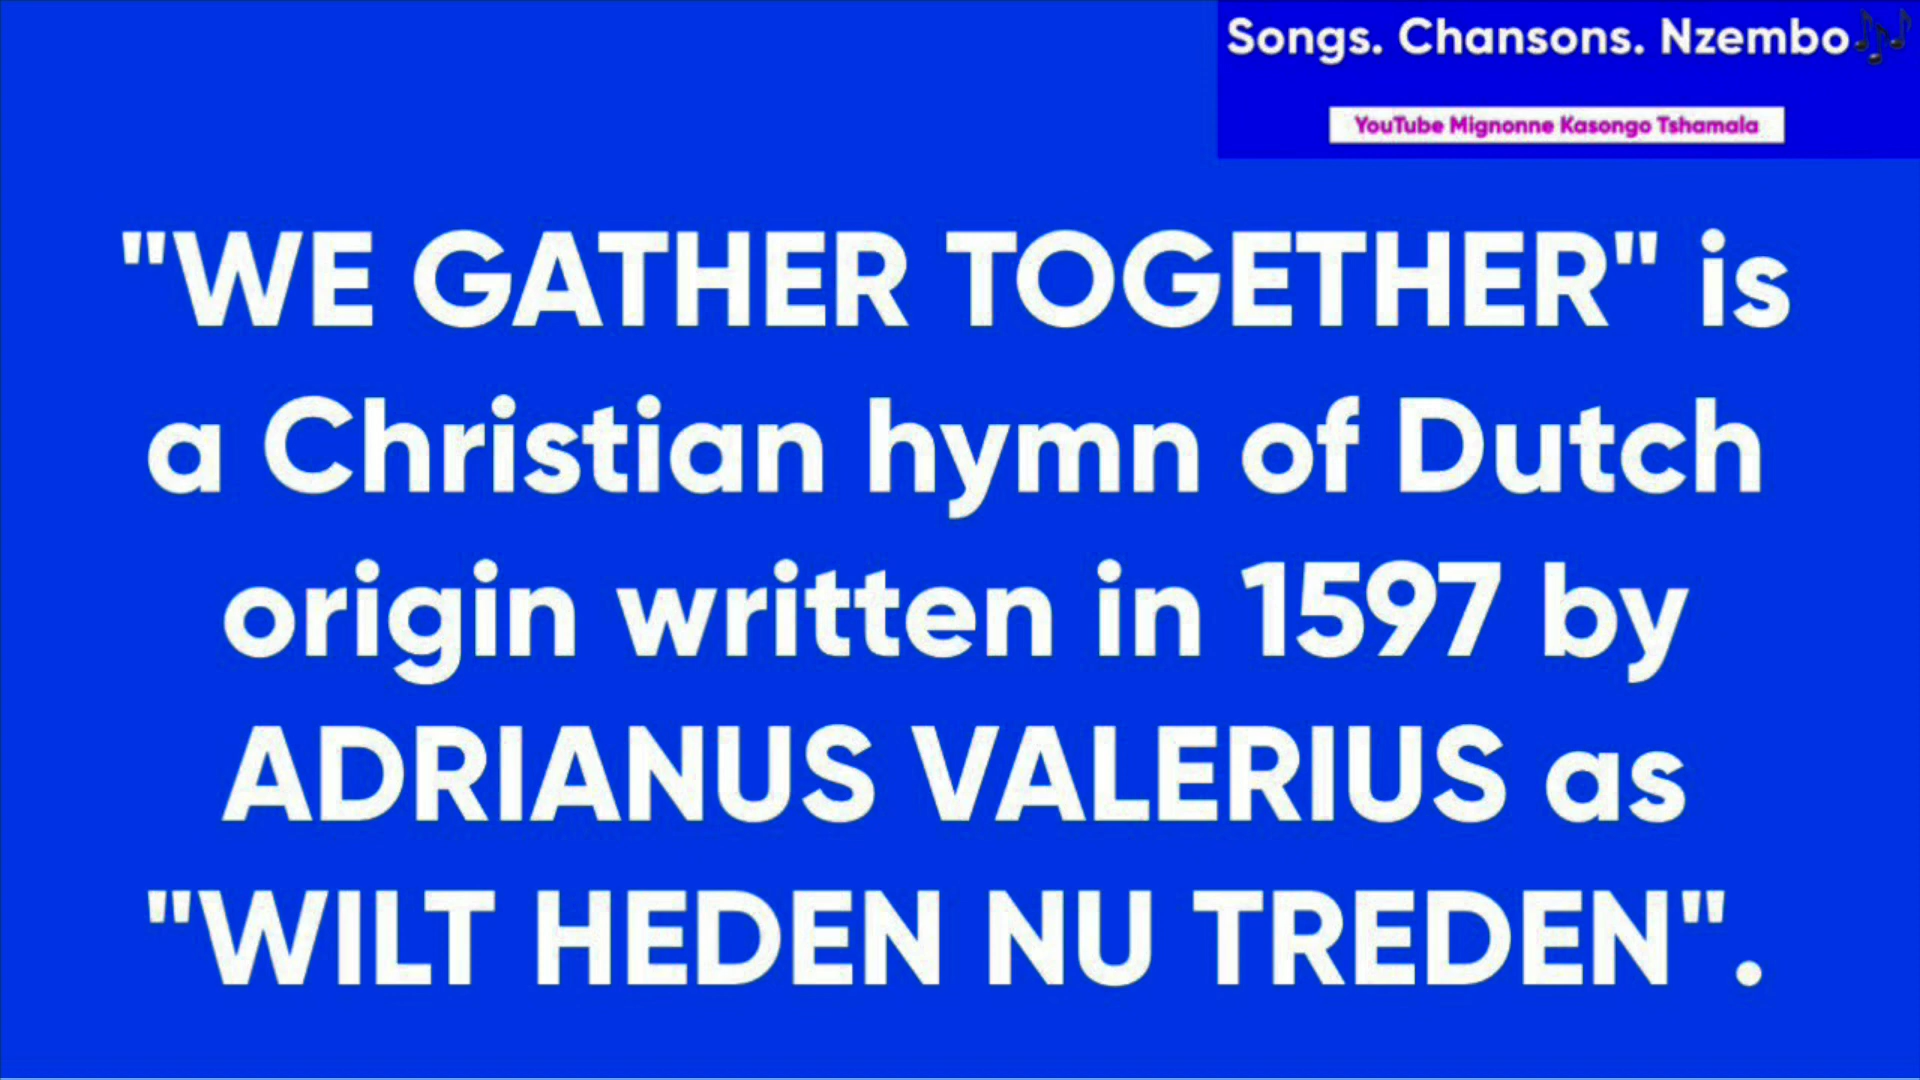 Songs. Chansons. Nzembo🎶
YouTube Mignonne Kasongo Tshamala
"WE GATHER TOGETHER" is
a Christian hymn of Dutch
origin written in 1597 by
ADRIANUS VALERIUS as
"WILT HEDEN NU TREDEN".